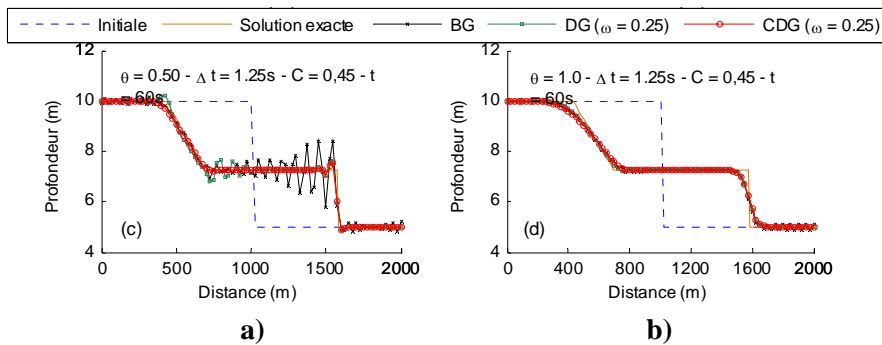 Initiale Solution exacte BG DG (ω = 0.25) CDG (ω = 0.25)
θ = 0.50 - Δ t = 1.25s - C = 0,45 - t
= 60s
12
10
8
6
4
Profondeur (m)
(c)
0 500 1000 1500 2000
Distance (m)
a)
θ = 1.0 - Δ t = 1.25s - C = 0,45 - t
= 60s
12
10
8
6
4
Profondeur (m)
(d)
0 400 800 1200 1600 2000
Distance (m)
b)